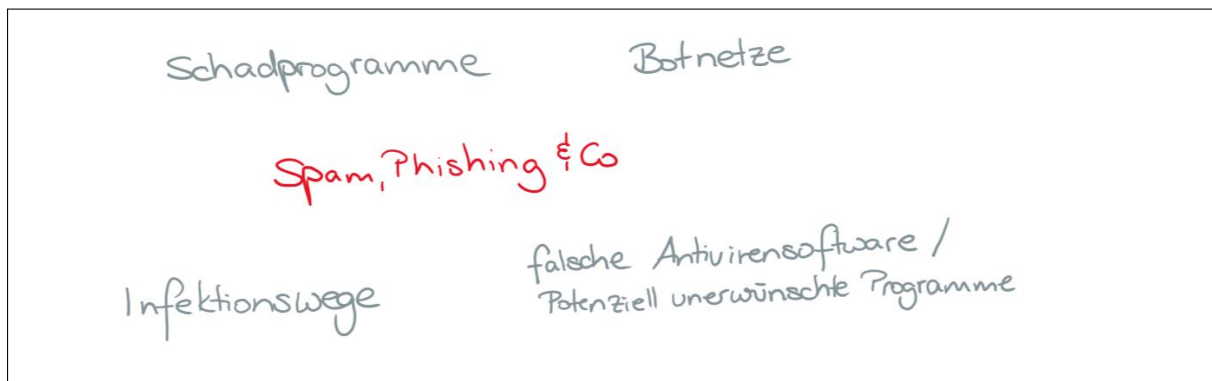 Schadprogramme
Botnetze
Spam, Phishing & Co
falsche Antivirensoftware /
Potenziell unerwünschte Programme
Infektionswege